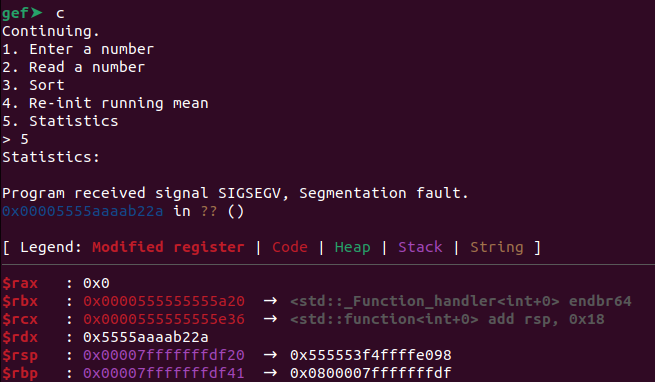 gef➤  c
Continuing.
1. Enter a number
2. Read a number
3. Sort
4. Re-init running mean
5. Statistics
> 5
Statistics:
Program received signal SIGSEGV, Segmentation fault.
0x00005555aaaab22a in ?? ()
[ Legend: Modified register | Code | Heap | Stack | String ]
$rax   : 0x0
$rbx   : 0x0000555555555a20  →  <std::_Function_handler<int+0> endbr64
$rcx   : 0x0000555555555e36  →  <std::function<int+0> add rsp, 0x18
$rdx   : 0x5555aaaab22a
$rsp   : 0x00007fffffffdf20  →  0x555553f4ffffe098
$rbp   : 0x00007fffffffdf41  →  0x0800007fffffffdf